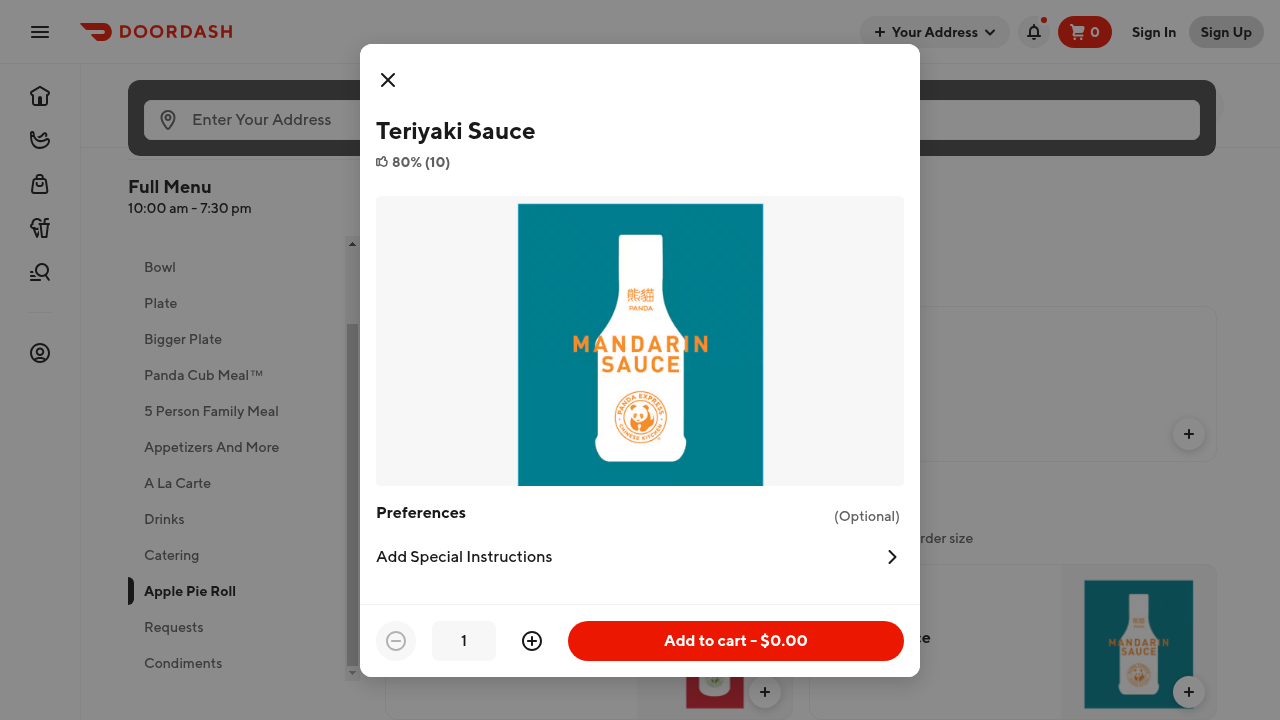 DOORDASH
Your Address
0
Sign In
Sign Up
Enter Your Address
Full Menu
10:00 am - 7:30 pm
Bowl
Plate
Bigger Plate
Panda Cub Meal™
5 Person Family Meal
Appetizers And More
A La Carte
Drinks
Catering
Apple Pie Roll
Requests
Condiments
Teriyaki Sauce
80% (10)
熊貓
PANDA
MANDARIN
SAUCE
PANDA EXPRESS
CHINESE KITCHEN
Preferences
(Optional)
Add Special Instructions
1
Add to cart - $0.00
rder size
ce
MANDARIN
SAUCE